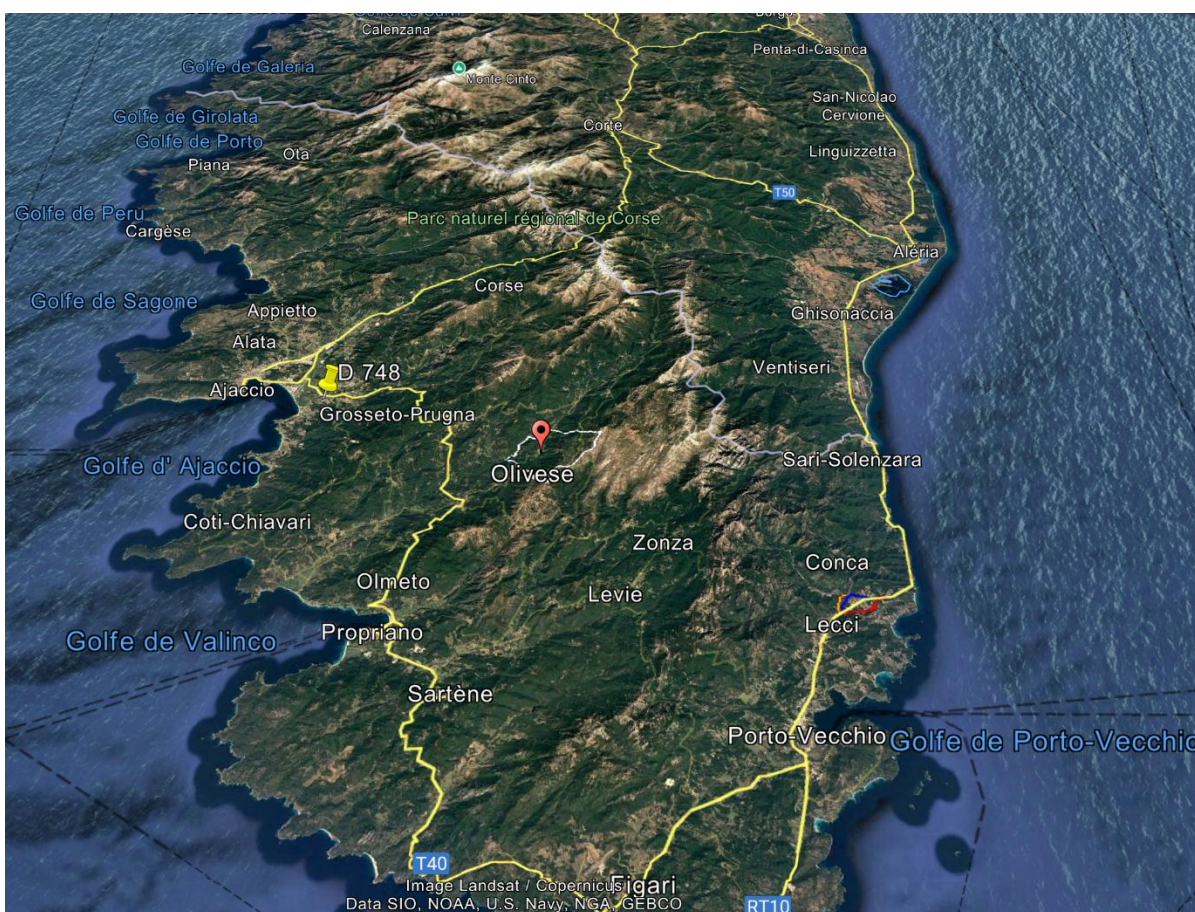 Calenzana
Borgo
Penta-di-Casinca
Golfe de Galeria
Monte Cinto
San-Nicolao
Golfe de Girolata
Cervione
Corte
Golfe de Porto
Ota
Piana
Linguizzetta
T50
Golfe de Peru
Parc naturel régional de Corse
Cargèse
Aléria
Corse
Golfe de Sagone
Appietto
Ghisonaccia
Alata
Ventiseri
D 748
Ajaccio
Grosseto-Prugna
Sari-Solenzara
Golfe d' Ajaccio
Olivese
Coti-Chiavari
Zonza
Conca
Olmeto
Levie
Lecci
Propriano
Golfe de Valinco
Sartène
Porto-Vecchio
Golfe de Porto-Vecchio
T40
Image Landsat / Copernicus
Figari
Data SIO, NOAA, U.S. Navy, NGA, GEBCO
RT10